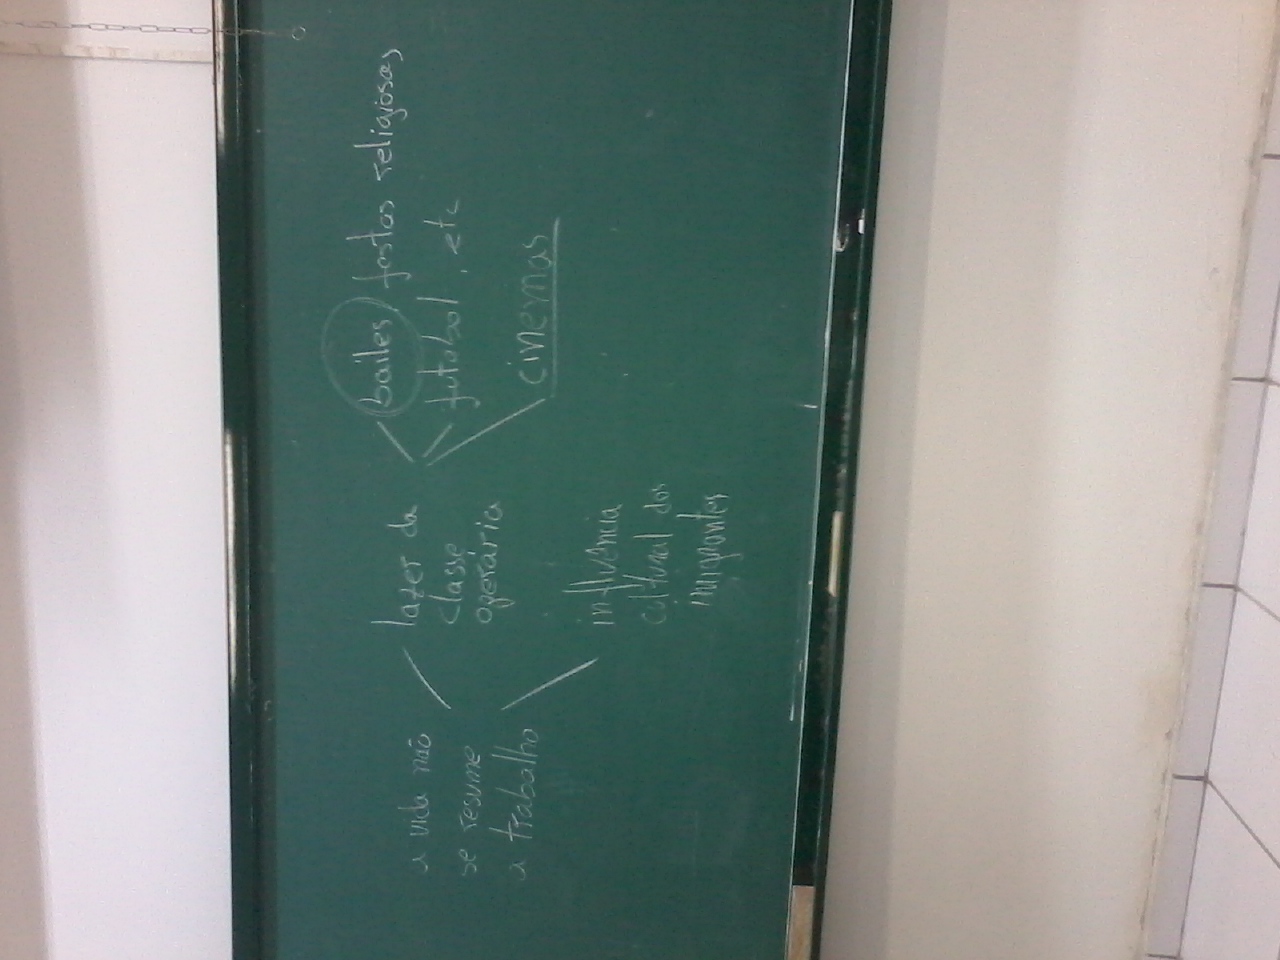 a vida não
se resume
a trabalho
lazer da
classe
operária
influência
cultural dos
imigrantes
bailes festas religiosas
futebol, etc
cinemas